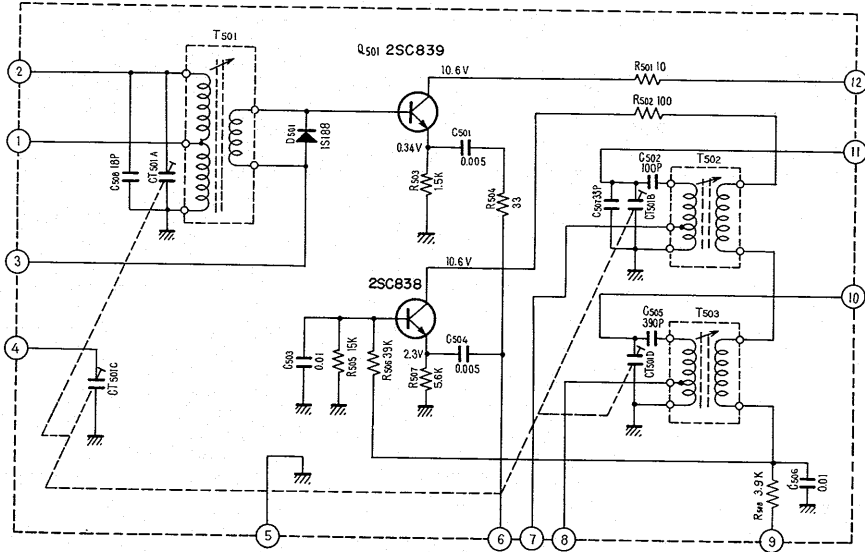 T501
Q501 2SC839
2
10.6V
R501 10
12
R502 100
1
C508 18P
CT501A
D501
1S188
0.34V
C501
0.005
R503
1.5K
R504
33
11
C502
100P
T502
C507 33P
CT501B
3
2SC838
10.6V
10
4
CT501C
C503
0.01
R505 15K
R506 39K
2.3V
R507
5.6K
C504
0.005
C505
390P
T503
CT501D
R508 3.9K
C506
0.01
5
6
7
8
9